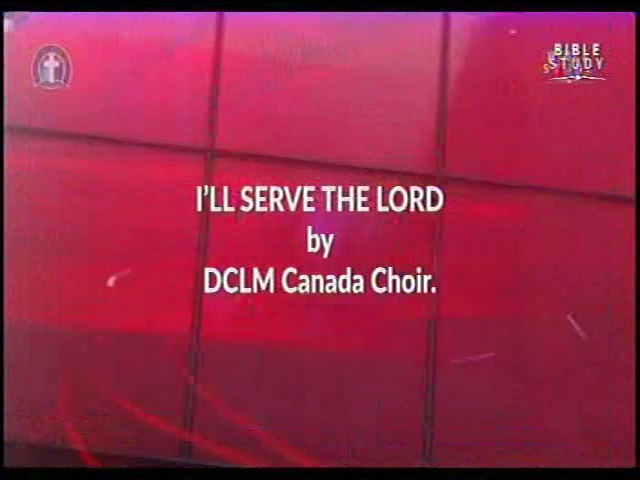 BIBLE
STUDY
I'LL SERVE THE LORD
by
DCLM Canada Choir.